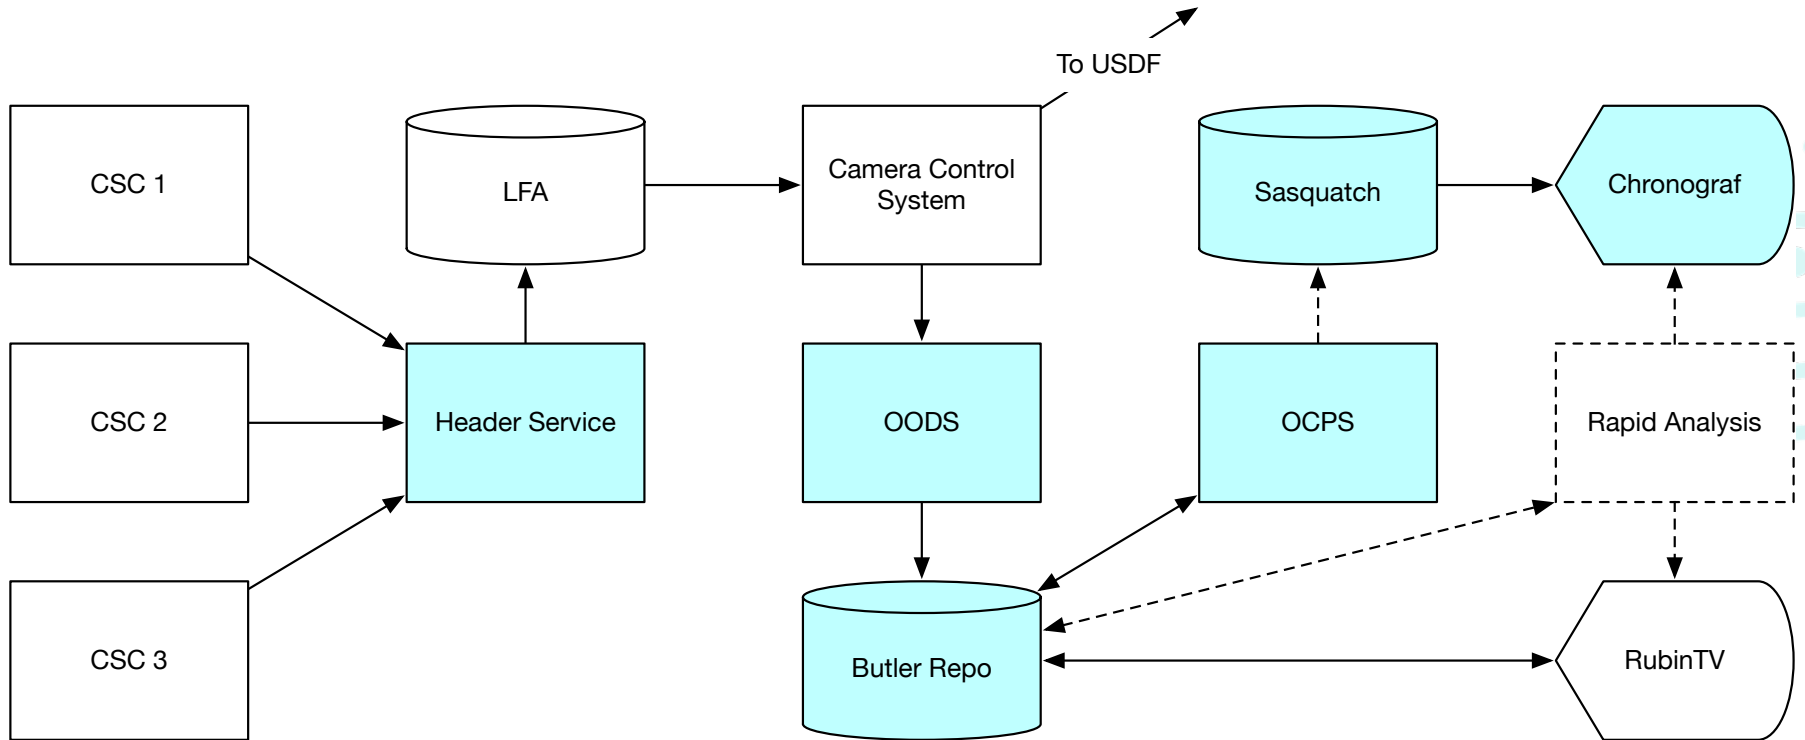 To USDF
CSC 1
LFA
Camera Control
System
Sasquatch
Chronograf
CSC 2
Header Service
OODS
OCPS
Rapid Analysis
CSC 3
Butler Repo
RubinTV